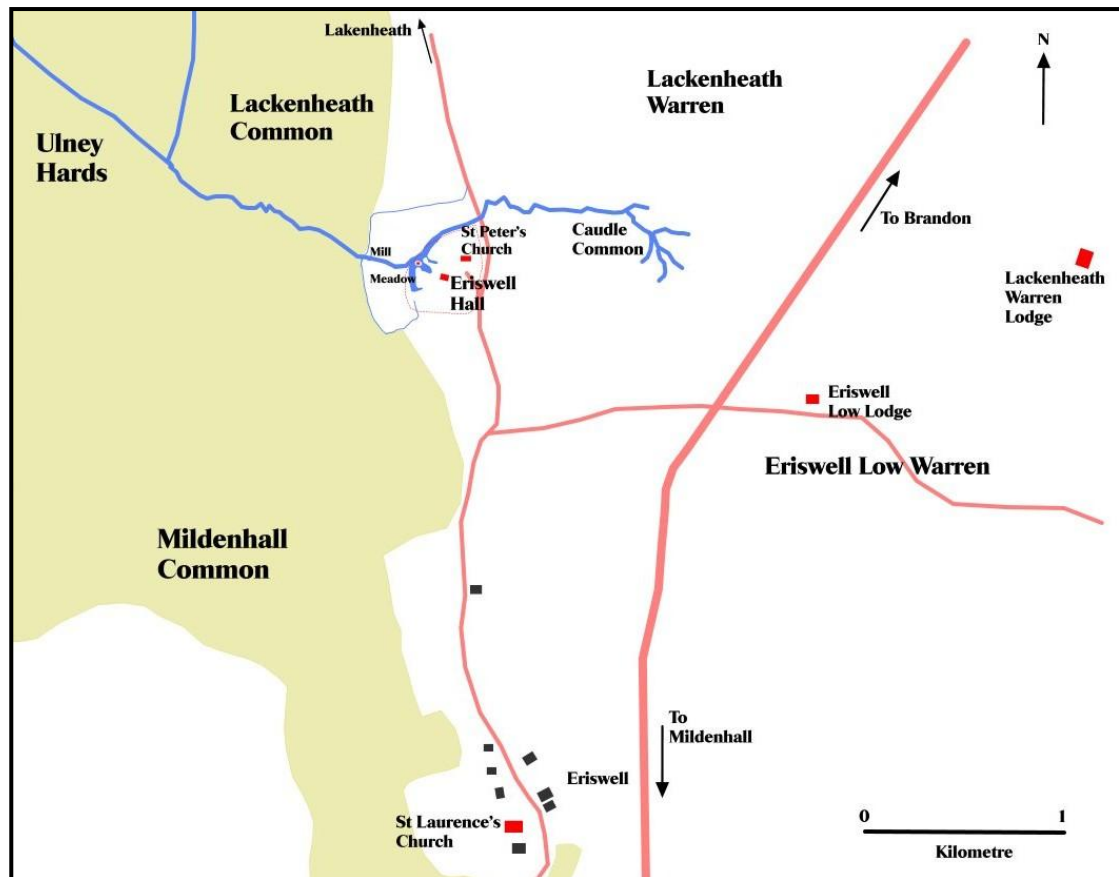 Lakenheath
N
Lackenheath
Common
Lackenheath
Warren
Ulney
Hards
To Brandon
St Peter's
Church
Caudle
Common
Mill
Meadow
Eriswell
Hall
Lackenheath
Warren
Lodge
Eriswell
Low Lodge
Eriswell Low Warren
Mildenhall
Common
To
Mildenhall
Eriswell
St Laurence's
Church
0 1
Kilometre